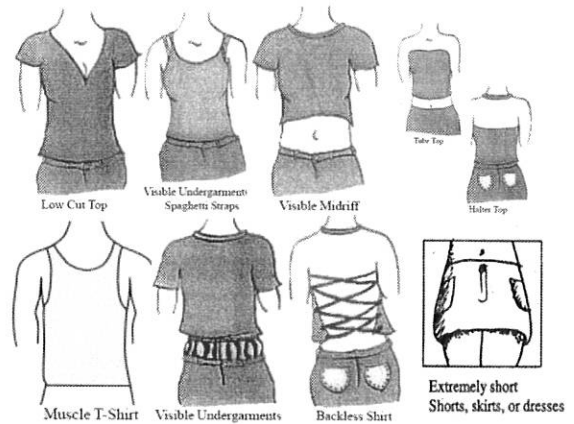 Low Cut Top
Visible Undergarment
Spaghetti Straps
Visible Midriff
Tube Top
Halter Top
Muscle T-Shirt
Visible Undergarments
Backless Shirt
Extremely short
Shorts, skirts, or dresses